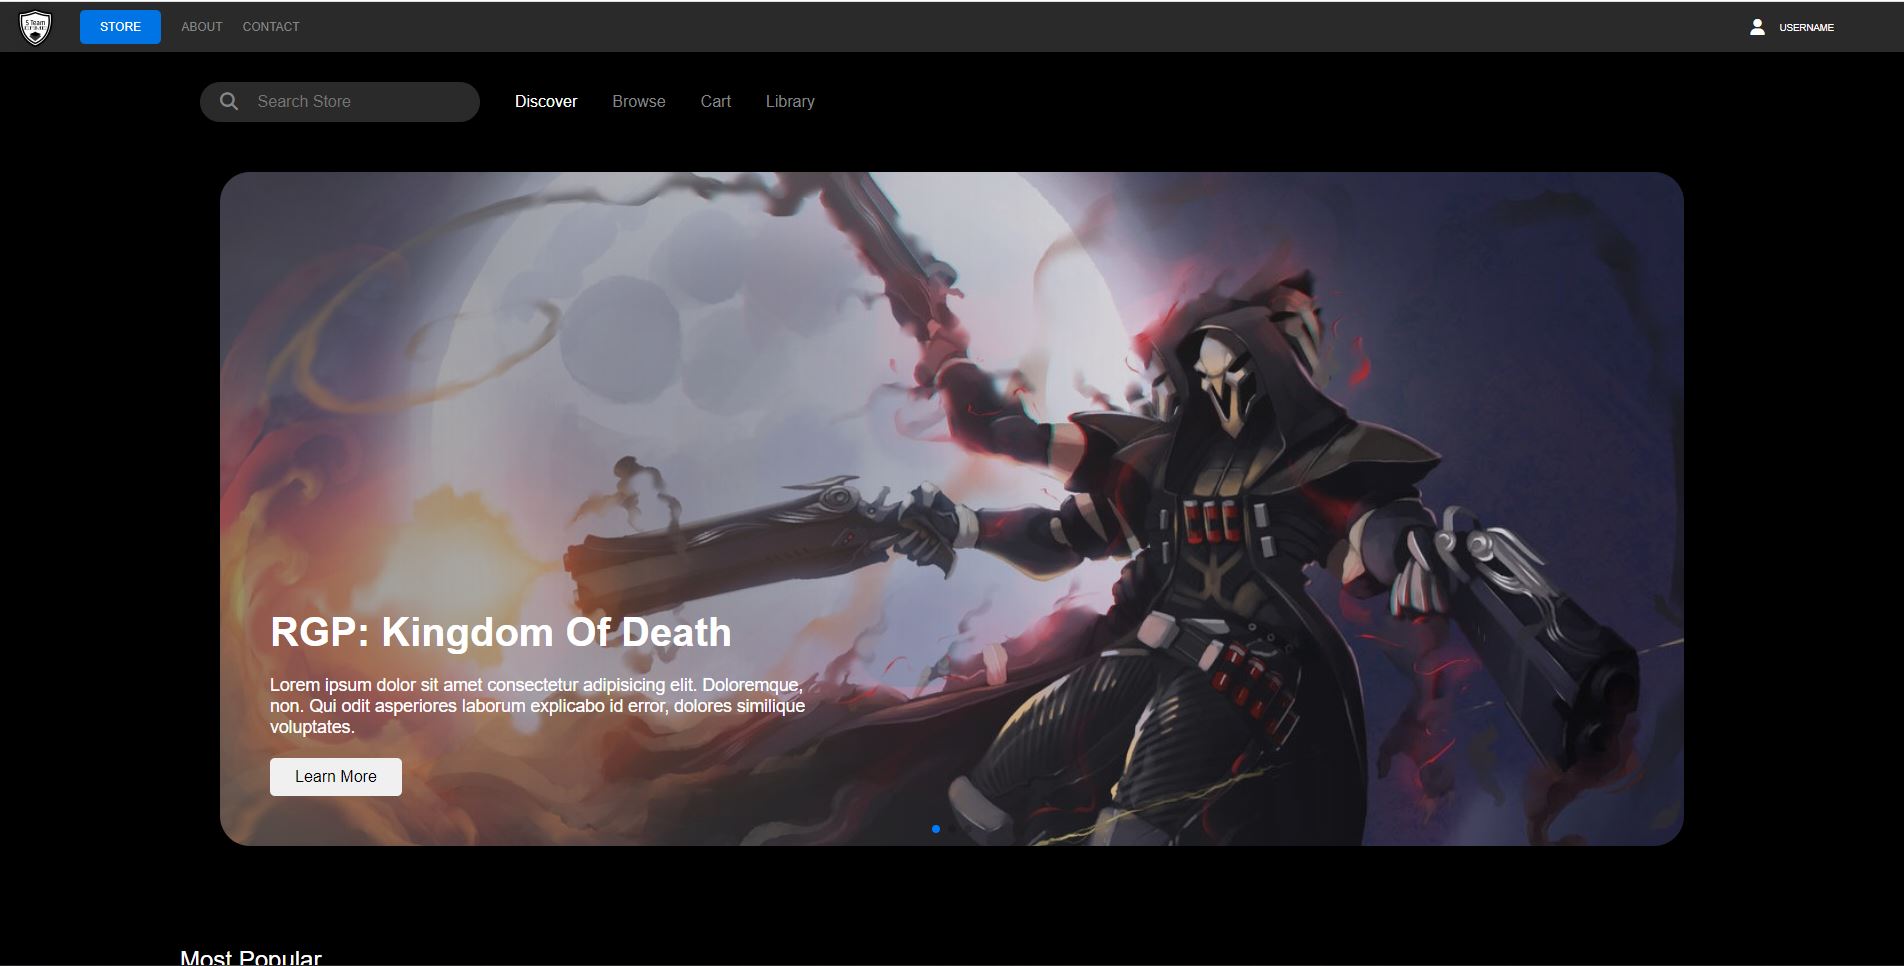 S Team
STORE
ABOUT
CONTACT
USERNAME
Search Store
Discover
Browse
Cart
Library
RGP: Kingdom Of Death
Lorem ipsum dolor sit amet consectetur adipisicing elit. Doloremque,
non. Qui odit asperiores laborum explicabo id error, dolores similique
voluptates.
Learn More
Most Popular